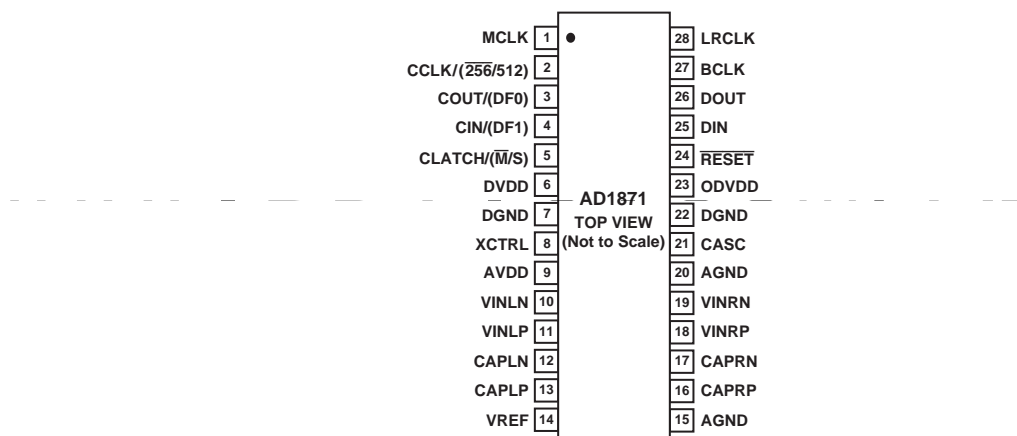 MCLK 1 28 LRCLK
CCLK/(256/512) 2 27 BCLK
COUT/(DF0) 3 26 DOUT
CIN/(DF1) 4 25 DIN
CLATCH/(M/S) 5 24 RESET
DVDD 6 23 ODVDD
AD1871
DGND 7 22 DGND
TOP VIEW
XCTRL 8 (Not to Scale) 21 CASC
AVDD 9 20 AGND
VINLN 10 19 VINRN
VINLP 11 18 VINRP
CAPLN 12 17 CAPRN
CAPLP 13 16 CAPRP
VREF 14 15 AGND